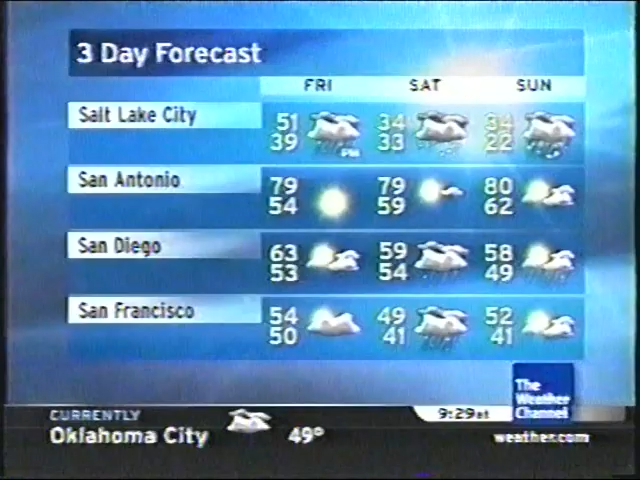 3 Day Forecast
FRI SAT SUN
Salt Lake City 51 34 34
39 PM 33 22
San Antonio 79 79 80
54 59 62
San Diego 63 59 58
53 54 49
San Francisco 54 49 52
50 41 41
The
Weather
Channel
CURRENTLY 9:29et
Oklahoma City 49° weather.com